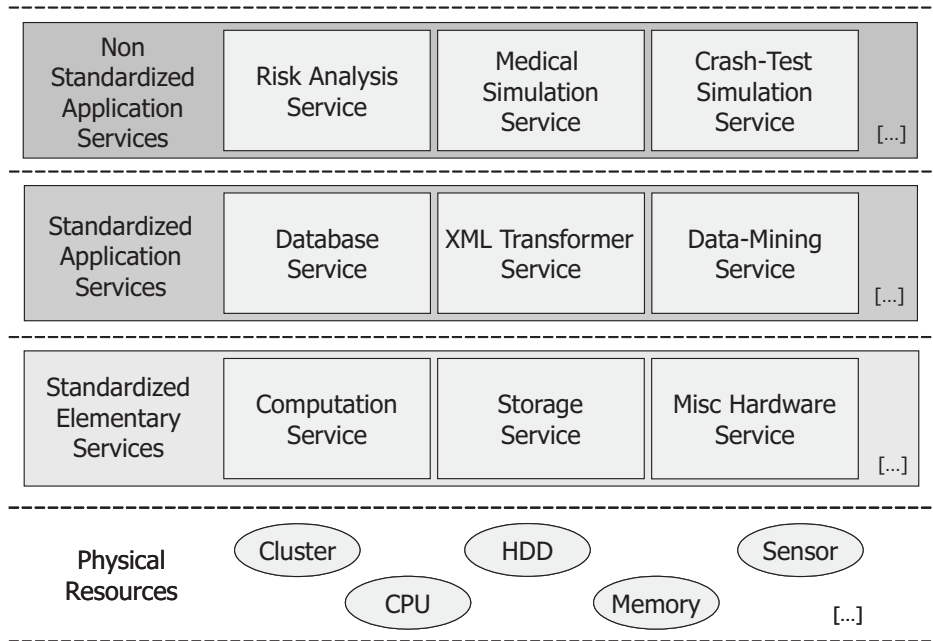 Non
Standardized
Application
Services
Risk Analysis
Service
Medical
Simulation
Service
Crash-Test
Simulation
Service
[...]
Standardized
Application
Services
Database
Service
XML Transformer
Service
Data-Mining
Service
[...]
Standardized
Elementary
Services
Computation
Service
Storage
Service
Misc Hardware
Service
[...]
Physical
Resources
Cluster
HDD
Sensor
CPU
Memory
[...]